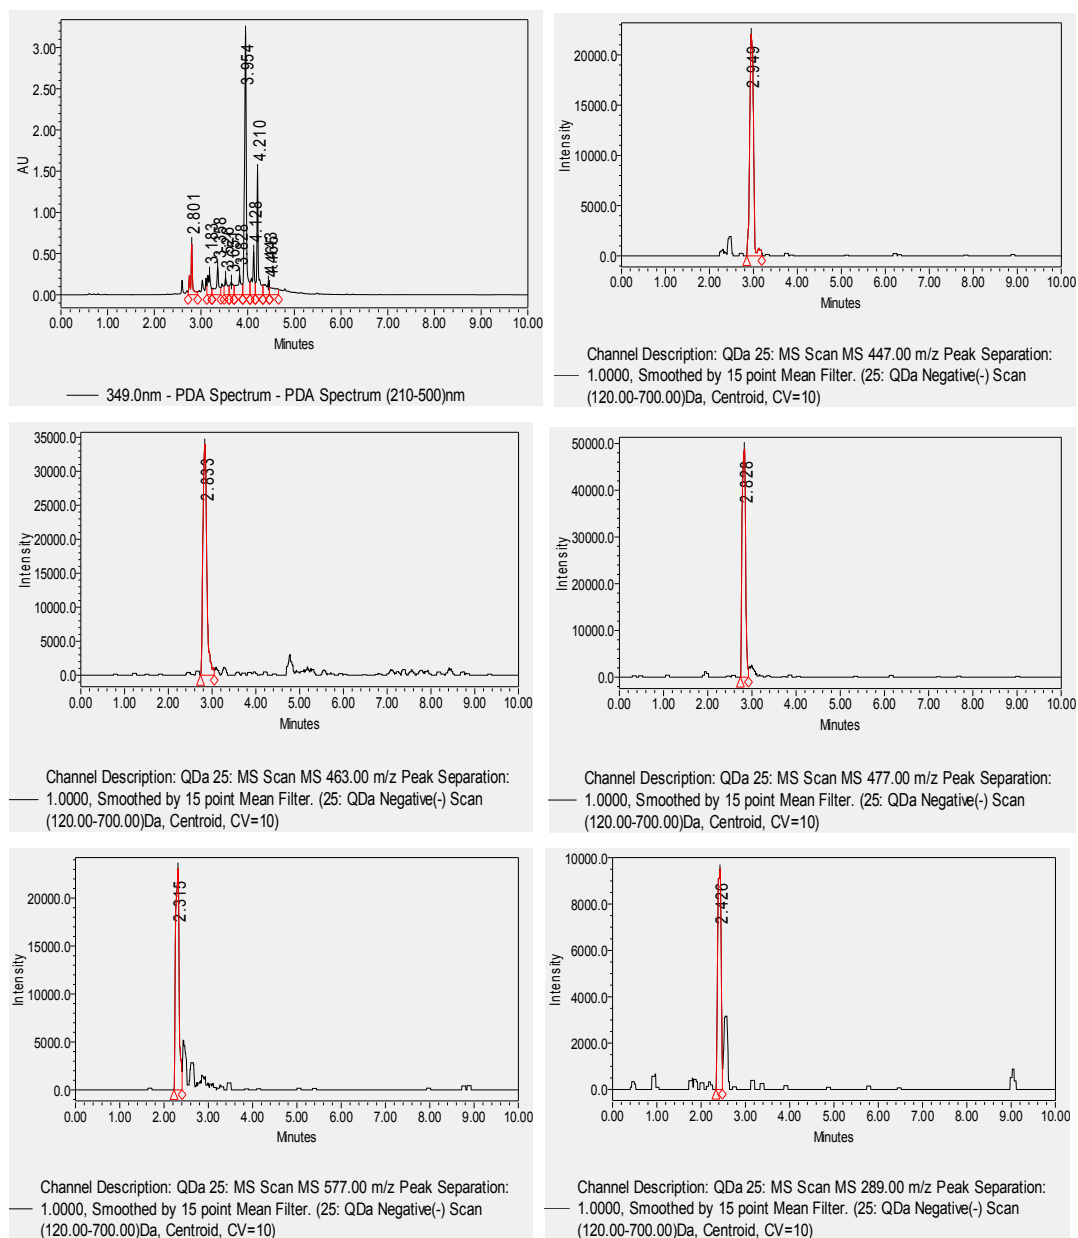 3.00
2.50
2.00
1.50
1.00
0.50
0.00
AU
2.801
3.183
3.358
3.828
3.954
4.128
4.210
0.00 1.00 2.00 3.00 4.00 5.00 6.00 7.00 8.00 9.00 10.00
Minutes
349.0nm - PDA Spectrum - PDA Spectrum (210-500)nm
20000.0
15000.0
10000.0
5000.0
0.0
Intensity
2.949
0.00 1.00 2.00 3.00 4.00 5.00 6.00 7.00 8.00 9.00 10.00
Minutes
Channel Description: QDa 25: MS Scan MS 447.00 m/z Peak Separation:
1.0000, Smoothed by 15 point Mean Filter. (25: QDa Negative(-) Scan
(120.00-700.00)Da, Centroid, CV=10)
35000.0
30000.0
25000.0
20000.0
15000.0
10000.0
5000.0
0.0
Intensity
2.833
0.00 1.00 2.00 3.00 4.00 5.00 6.00 7.00 8.00 9.00 10.00
Minutes
Channel Description: QDa 25: MS Scan MS 463.00 m/z Peak Separation:
1.0000, Smoothed by 15 point Mean Filter. (25: QDa Negative(-) Scan
(120.00-700.00)Da, Centroid, CV=10)
50000.0
40000.0
30000.0
20000.0
10000.0
0.0
Intensity
2.828
0.00 1.00 2.00 3.00 4.00 5.00 6.00 7.00 8.00 9.00 10.00
Minutes
Channel Description: QDa 25: MS Scan MS 477.00 m/z Peak Separation:
1.0000, Smoothed by 15 point Mean Filter. (25: QDa Negative(-) Scan
(120.00-700.00)Da, Centroid, CV=10)
20000.0
15000.0
10000.0
5000.0
0.0
Intensity
2.315
0.00 1.00 2.00 3.00 4.00 5.00 6.00 7.00 8.00 9.00 10.00
Minutes
Channel Description: QDa 25: MS Scan MS 577.00 m/z Peak Separation:
1.0000, Smoothed by 15 point Mean Filter. (25: QDa Negative(-) Scan
(120.00-700.00)Da, Centroid, CV=10)
10000.0
8000.0
6000.0
4000.0
2000.0
0.0
Intensity
2.426
0.00 1.00 2.00 3.00 4.00 5.00 6.00 7.00 8.00 9.00 10.00
Minutes
Channel Description: QDa 25: MS Scan MS 289.00 m/z Peak Separation:
1.0000, Smoothed by 15 point Mean Filter. (25: QDa Negative(-) Scan
(120.00-700.00)Da, Centroid, CV=10)